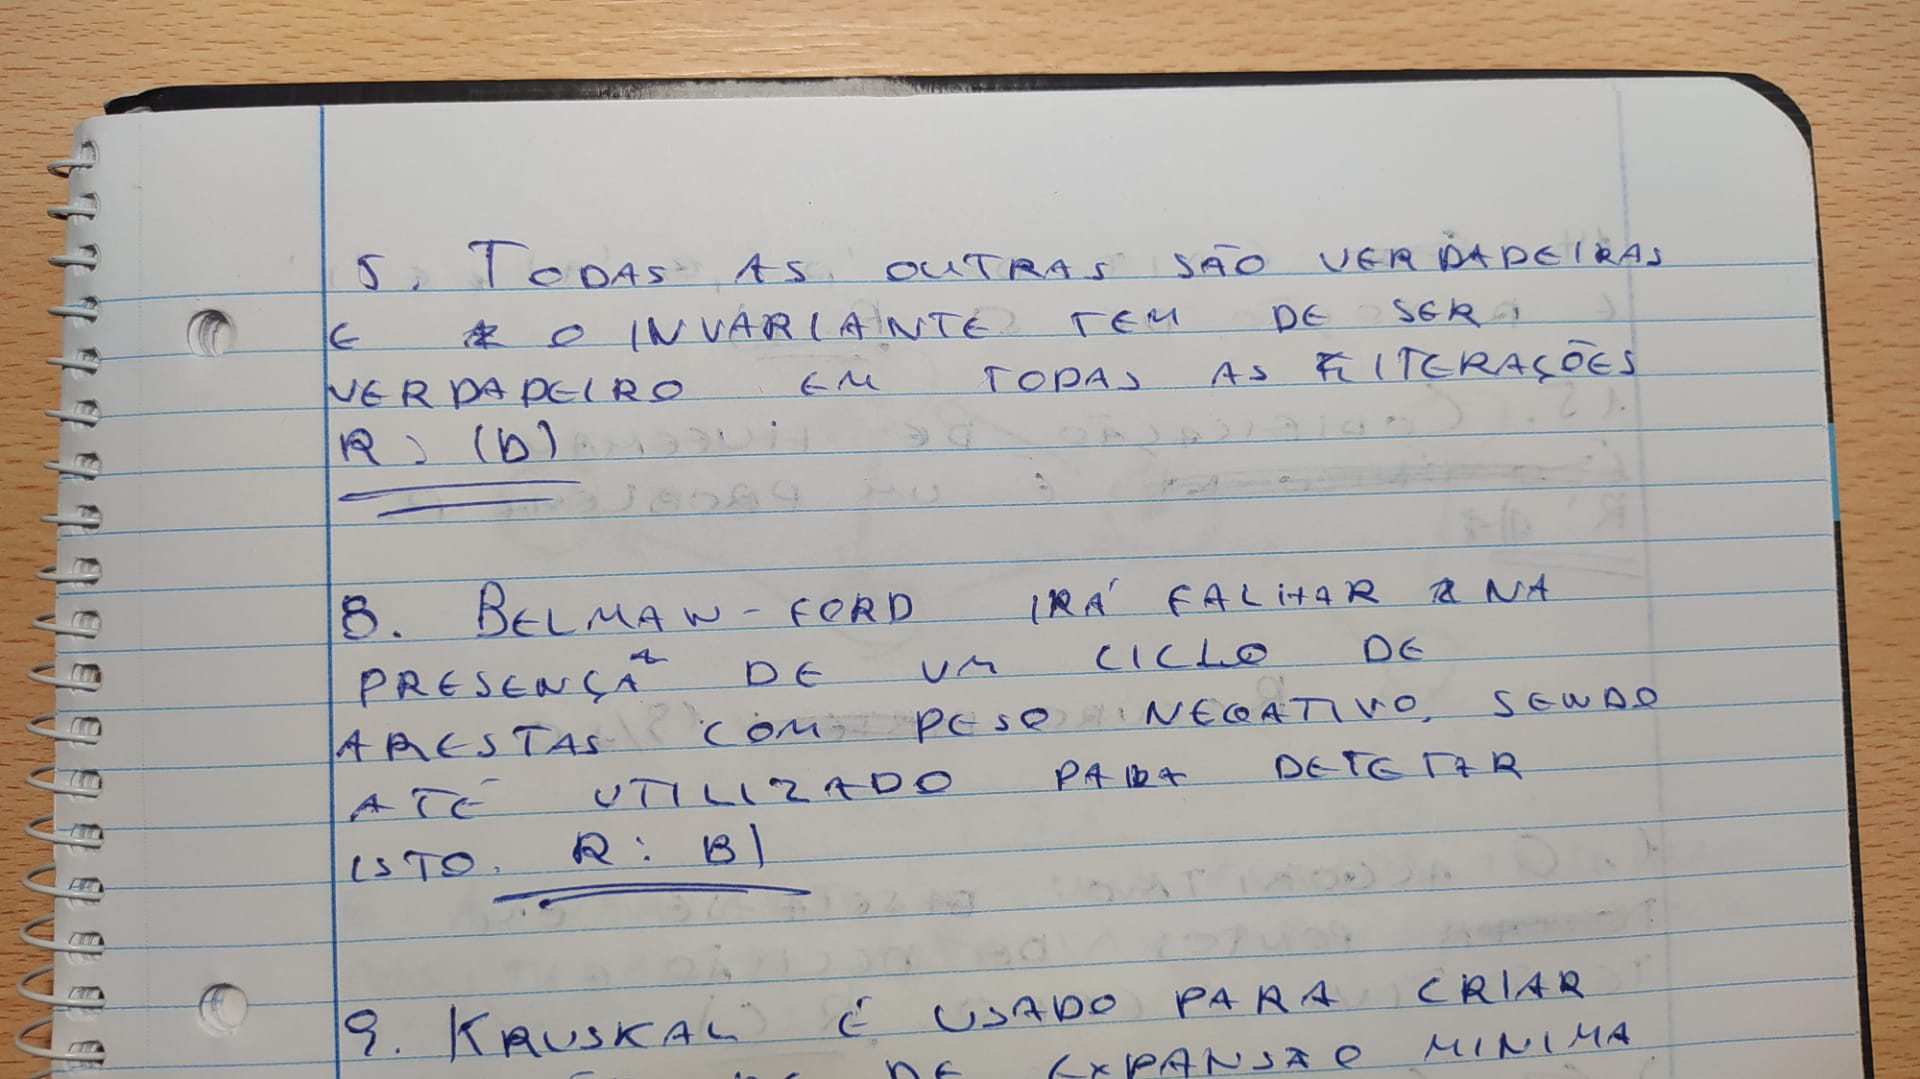 5. TODAS AS OUTRAS SÃO VERDADEIRAS
E O INVARIANTE TEM DE SER
VERDADEIRO EM TODAS AS ITERAÇÕES
R: (D)
8. BELMAN-FORD IRÁ FALHAR NA
PRESENÇA DE UM CICLO DE
ARESTAS COM PESO NEGATIVO, SENDO
ATÉ UTILIZADO PARA DETETAR
ISTO. R: B)
9. KRUSKAL É USADO PARA CRIAR
DE EXPANSÃO MINIMA